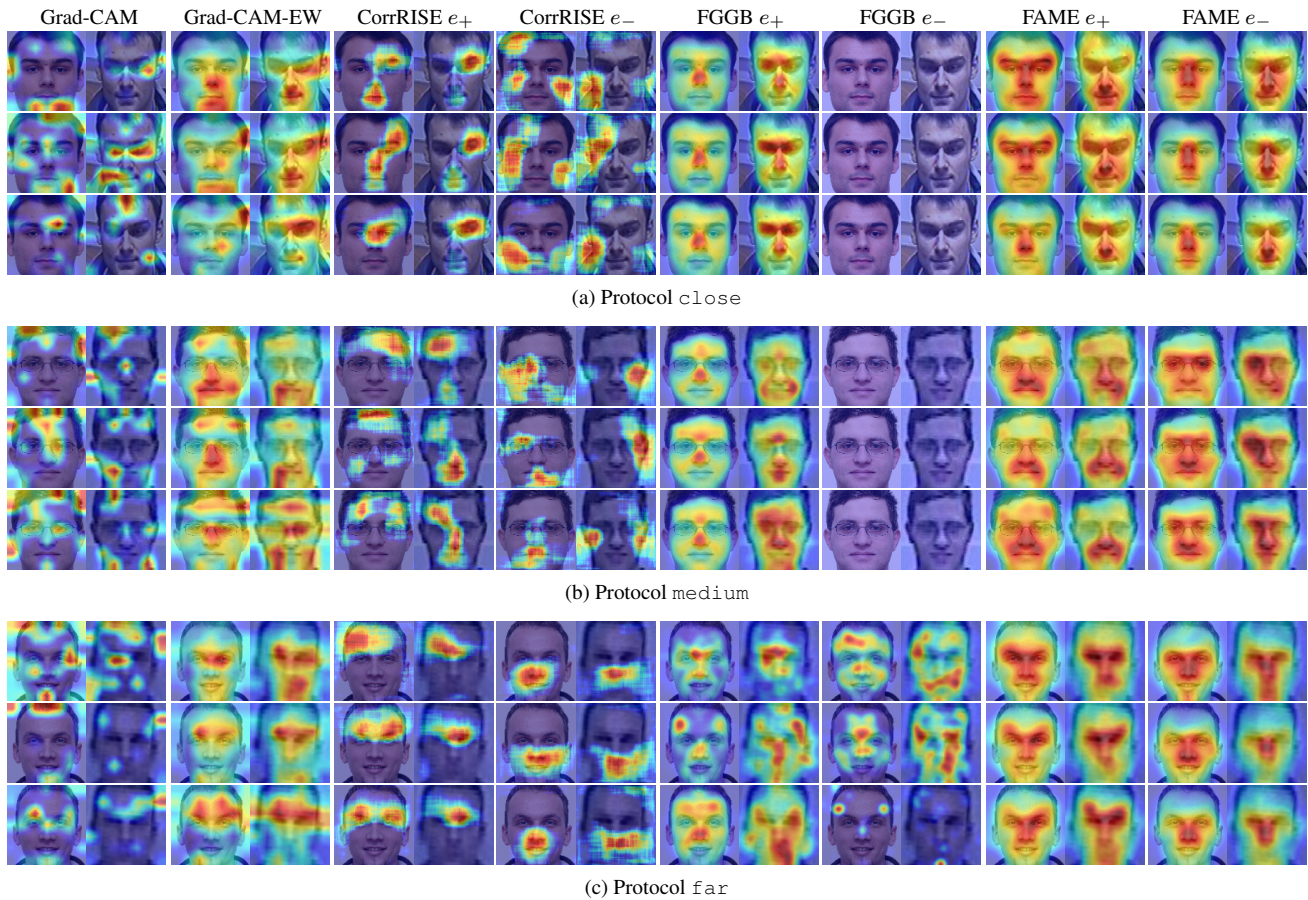 Grad-CAM Grad-CAM-EW CorrRISE e+ CorrRISE e− FGGB e+ FGGB e− FAME e+ FAME e−
(a) Protocol close
(b) Protocol medium
(c) Protocol far